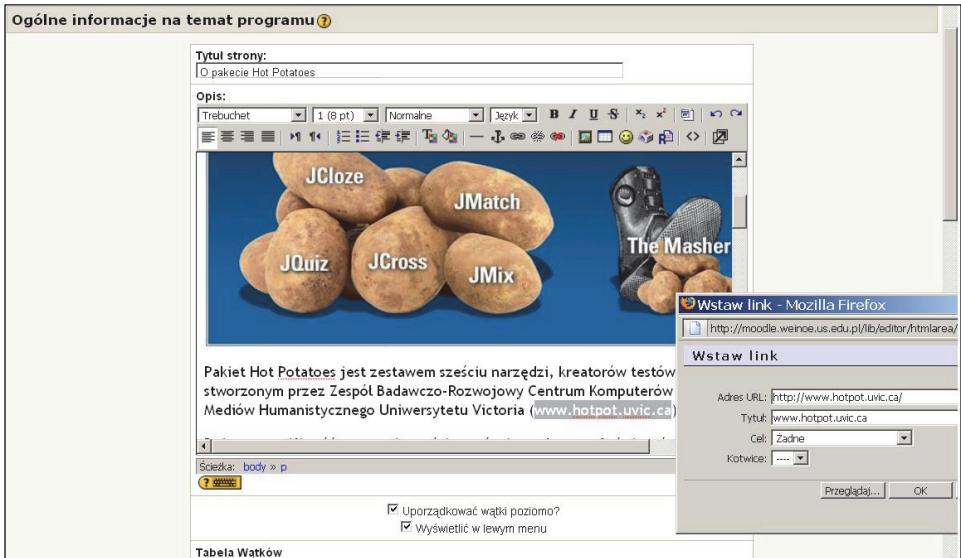 Ogólne informacje na temat programu ?
Tytuł strony:
O pakecie Hot Potatoes
Opis:
Trebuchet 1 (8 pt) Normalne Język B I U S
JCloze
JMatch
The Masher
JQuiz
JCross
JMix
Wstaw link - Mozilla Firefox
http://moodle.weinoe.us.edu.pl/lib/editor/htmlarea/
Wstaw link
Adres URL: http://www.hotpot.uvic.ca/
Tytuł: www.hotpot.uvic.ca
Cel: Żadne
Kotwice: ----
Przeglądaj... OK
Pakiet Hot Potatoes jest zestawem sześciu narzędzi, kreatorów testów
stworzonym przez Zespół Badawczo-Rozwojowy Centrum Komputerów
Mediów Humanistycznego Uniwersytetu Victoria (www.hotpot.uvic.ca)
Ścieżka: body » p
?
Uporządkować wątki poziomo?
Wyświetlić w lewym menu
Tabela Wątków